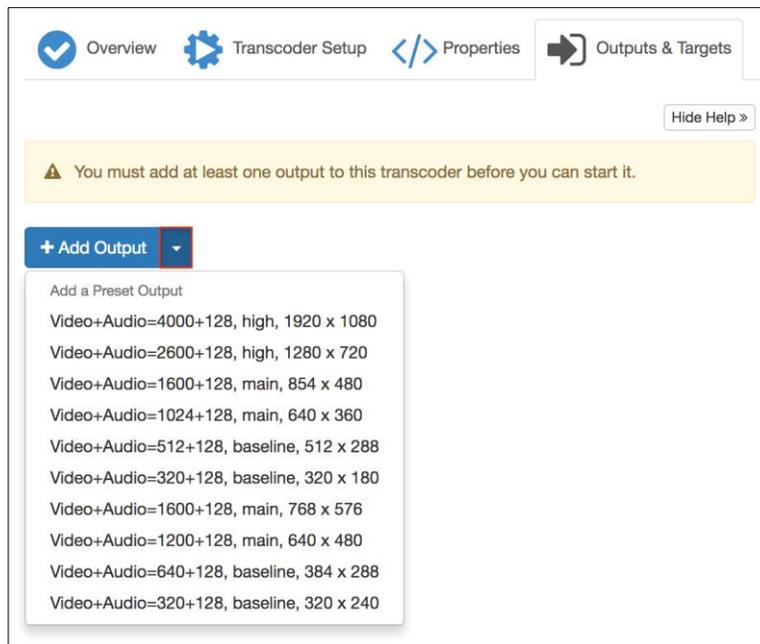 Overview Transcoder Setup </> Properties Outputs & Targets
Hide Help »
You must add at least one output to this transcoder before you can start it.
+ Add Output
Add a Preset Output
Video+Audio=4000+128, high, 1920 x 1080
Video+Audio=2600+128, high, 1280 x 720
Video+Audio=1600+128, main, 854 x 480
Video+Audio=1024+128, main, 640 x 360
Video+Audio=512+128, baseline, 512 x 288
Video+Audio=320+128, baseline, 320 x 180
Video+Audio=1600+128, main, 768 x 576
Video+Audio=1200+128, main, 640 x 480
Video+Audio=640+128, baseline, 384 x 288
Video+Audio=320+128, baseline, 320 x 240